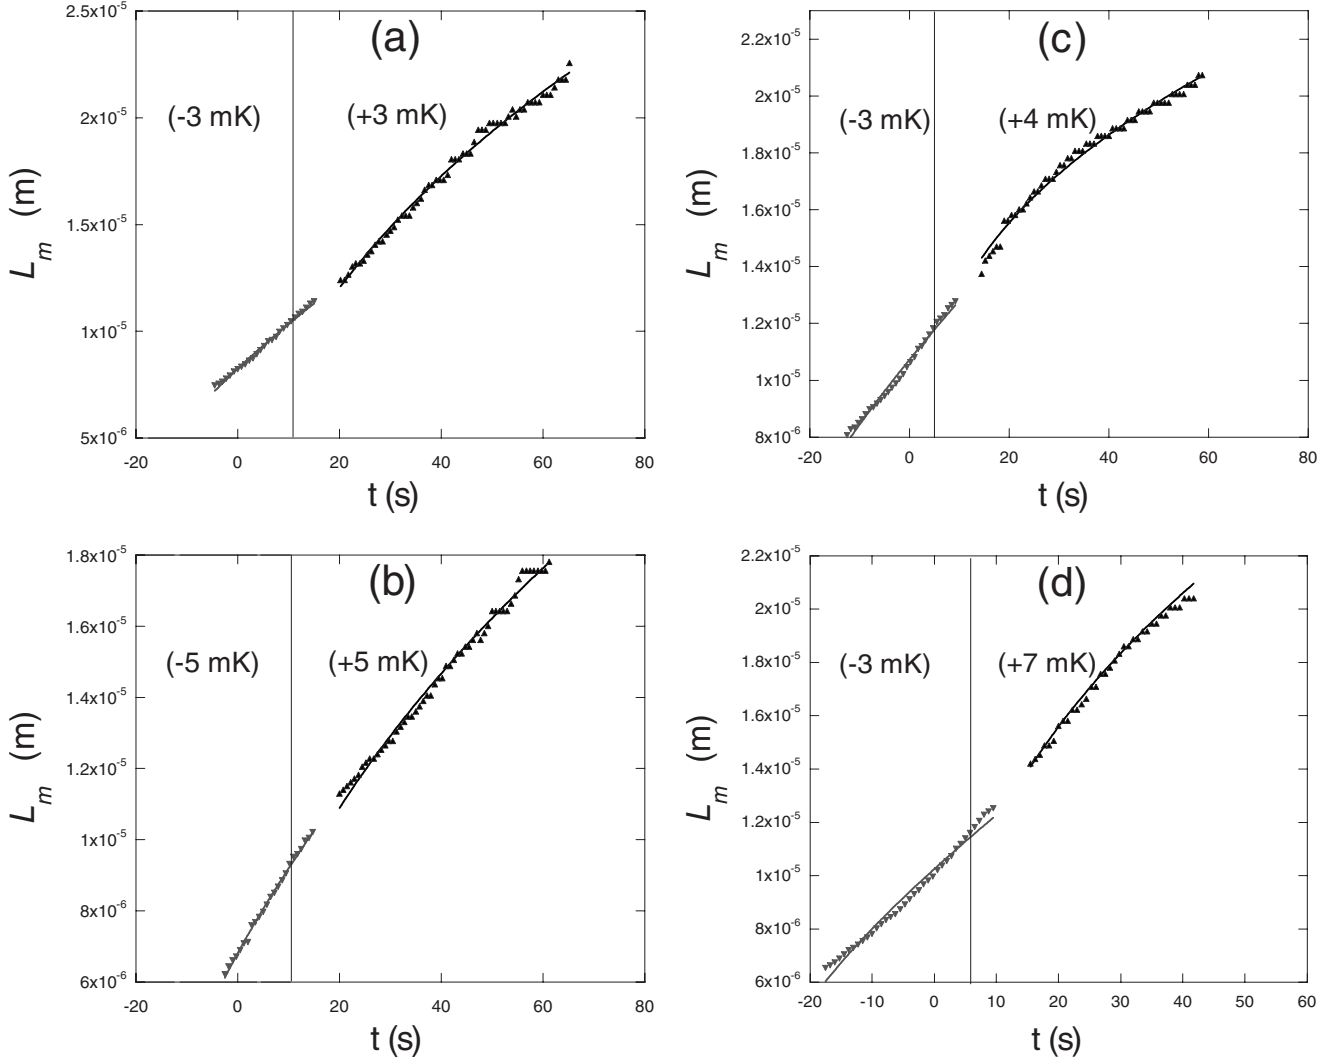 (a)
2.5x10⁻⁵
2x10⁻⁵
1.5x10⁻⁵
1x10⁻⁵
5x10⁻⁶
(-3 mK)
(+3 mK)
L_m (m)
-20 0 20 40 60 80
t (s)
(c)
2.2x10⁻⁵
2x10⁻⁵
1.8x10⁻⁵
1.6x10⁻⁵
1.4x10⁻⁵
1.2x10⁻⁵
1x10⁻⁵
8x10⁻⁶
(-3 mK)
(+4 mK)
L_m (m)
-20 0 20 40 60 80
t (s)
(b)
1.8x10⁻⁵
1.6x10⁻⁵
1.4x10⁻⁵
1.2x10⁻⁵
1x10⁻⁵
8x10⁻⁶
6x10⁻⁶
(-5 mK)
(+5 mK)
L_m (m)
-20 0 20 40 60 80
t (s)
(d)
2.2x10⁻⁵
2x10⁻⁵
1.8x10⁻⁵
1.6x10⁻⁵
1.4x10⁻⁵
1.2x10⁻⁵
1x10⁻⁵
8x10⁻⁶
6x10⁻⁶
(-3 mK)
(+7 mK)
L_m (m)
-20 -10 0 10 20 30 40 50 60
t (s)